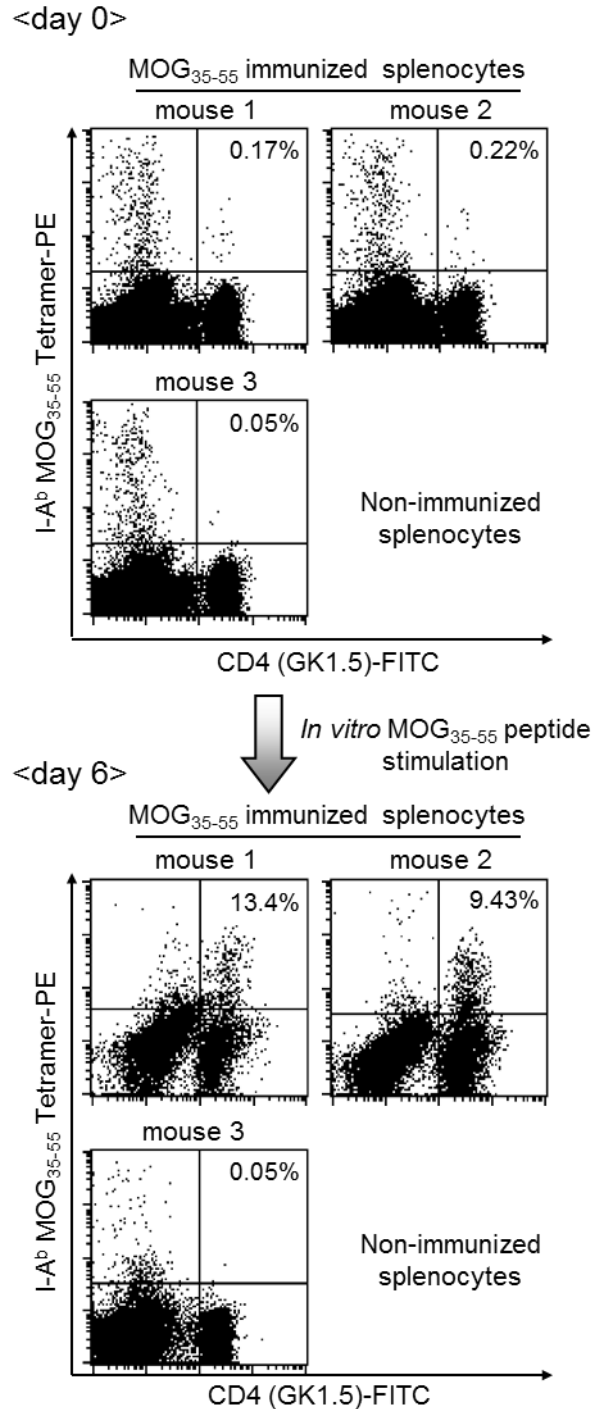 <day 0>
MOG35-55 immunized splenocytes
mouse 1
mouse 2
0.17%
0.22%
mouse 3
0.05%
Non-immunized
splenocytes
I-Ab MOG35-55 Tetramer-PE
CD4 (GK1.5)-FITC
In vitro MOG35-55 peptide
stimulation
<day 6>
MOG35-55 immunized splenocytes
mouse 1
mouse 2
13.4%
9.43%
mouse 3
0.05%
Non-immunized
splenocytes
I-Ab MOG35-55 Tetramer-PE
CD4 (GK1.5)-FITC